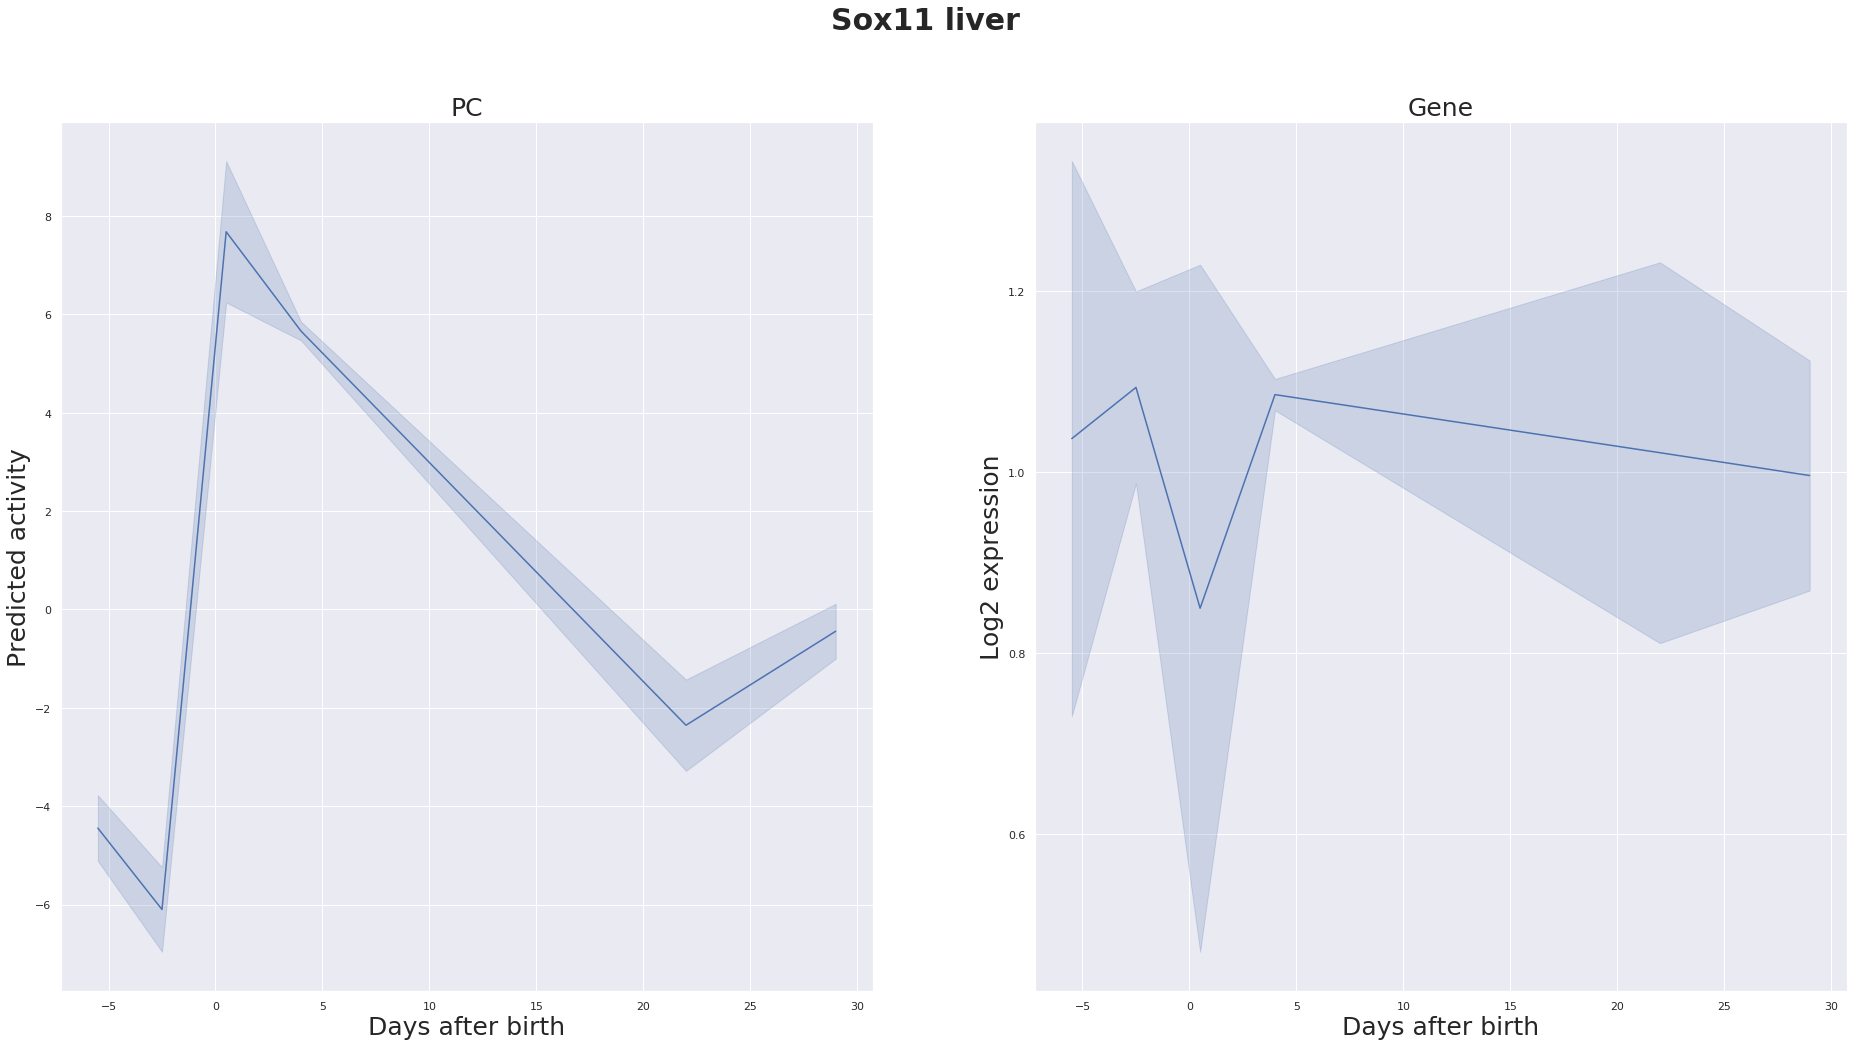 Sox11 liver
PC
Predicted activity
8
6
4
2
0
−2
−4
−6
−5 0 5 10 15 20 25 30
Days after birth
Gene
Log2 expression
1.2
1.0
0.8
0.6
−5 0 5 10 15 20 25 30
Days after birth